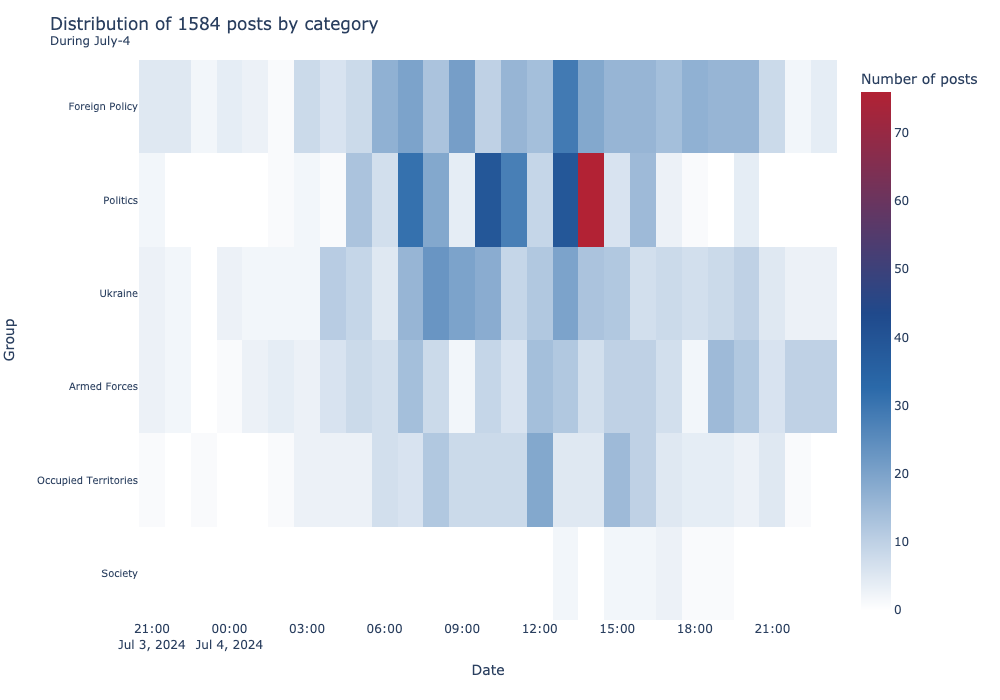 Distribution of 1584 posts by category
During July-4
Number of posts
Foreign Policy
Politics
Ukraine
Armed Forces
Occupied Territories
Society
Group
70
60
50
40
30
20
10
0
21:00 00:00 03:00 06:00 09:00 12:00 15:00 18:00 21:00
Jul 3, 2024 Jul 4, 2024
Date